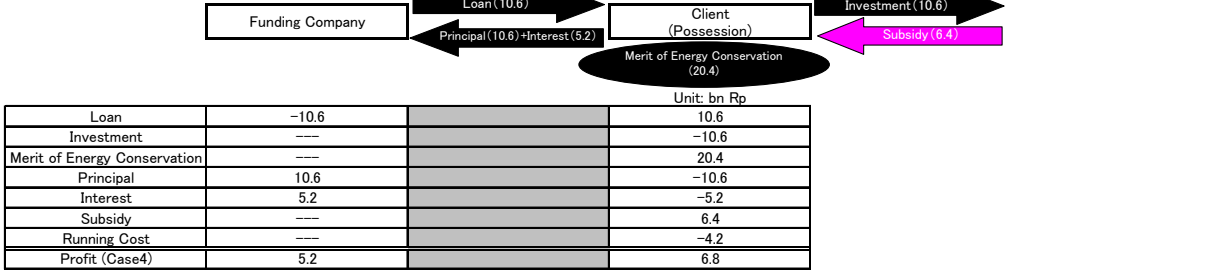 Loan(10.6)
Investment(10.6)
Funding Company
Client
(Possession)
Principal(10.6)+Interest(5.2)
Subsidy(6.4)
Merit of Energy Conservation
(20.4)
Unit: bn Rp
Loan -10.6 10.6
Investment --- -10.6
Merit of Energy Conservation --- 20.4
Principal 10.6 -10.6
Interest 5.2 -5.2
Subsidy --- 6.4
Running Cost --- -4.2
Profit (Case4) 5.2 6.8